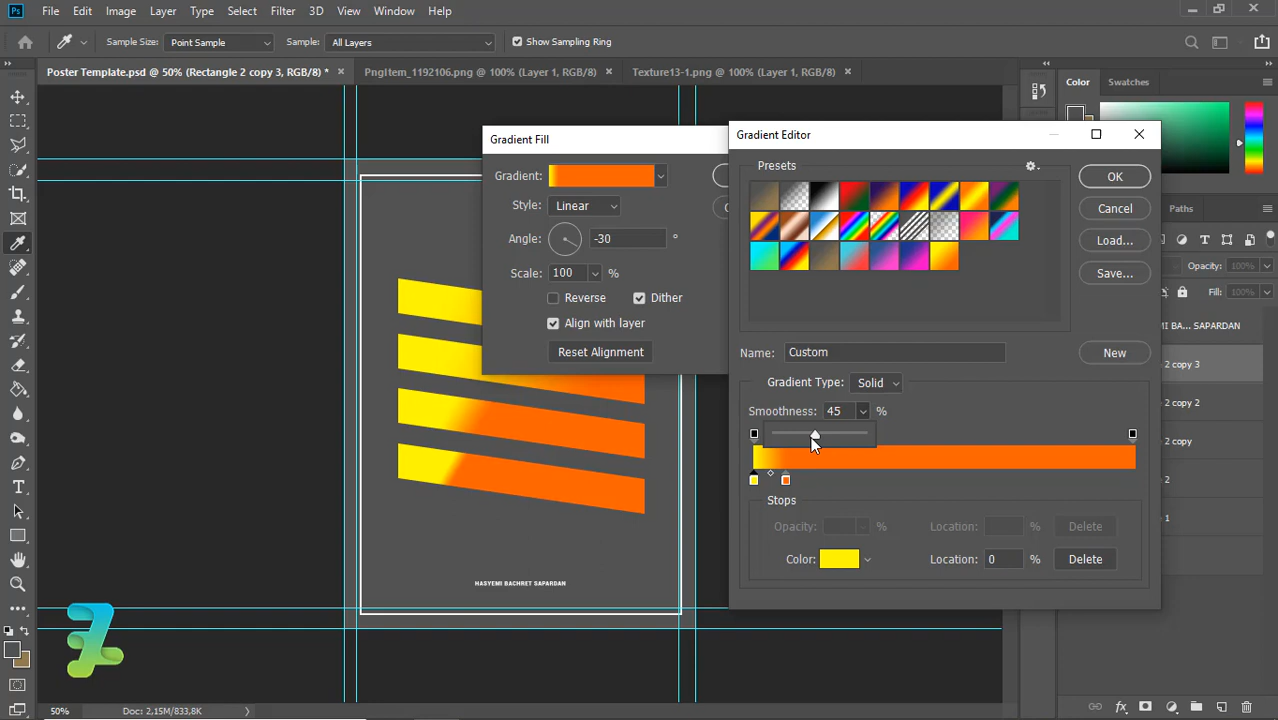 Ps File Edit Image Layer Type Select Filter 3D View Window Help
Sample Size: Point Sample Sample: All Layers Show Sampling Ring
Poster Template.psd @ 50% (Rectangle 2 copy 3, RGB/8) * PngItem_1192106.png @ 100% (Layer 1, RGB/8) Texture13-1.png @ 100% (Layer 1, RGB/8)
Color Swatches
Gradient Fill
Gradient:
Style: Linear
Angle: -30 °
Scale: 100 %
Reverse Dither
Align with layer
Reset Alignment
Gradient Editor
Presets
OK
Cancel
Load...
Save...
Name: Custom New
Gradient Type: Solid
Smoothness: 45 %
Stops
Opacity: % Location: % Delete
Color: Location: 0 % Delete
Paths
Opacity: 100%
Fill: 100%
MI BA... SAPARDAN
2 copy 3
2 copy 2
2 copy
2
1
HASYEMI BACHRET SAPARDAN
50% Doc: 2,15M/833,8K